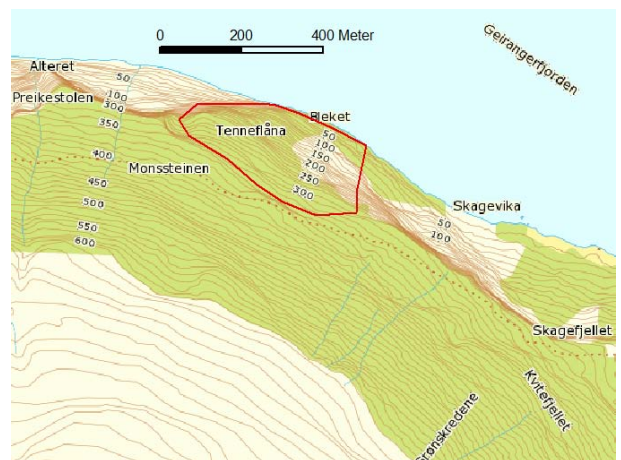 0 200 400 Meter
Geirangerfjorden
Alteret
50
Preikestolen
100
300
350
Bleket
Tenneflåna
50
100
150
200
250
300
400
Monssteinen
450
500
550
600
Skagevika
50
100
Skagefjellet
Kvitefjellet
Grønskredene